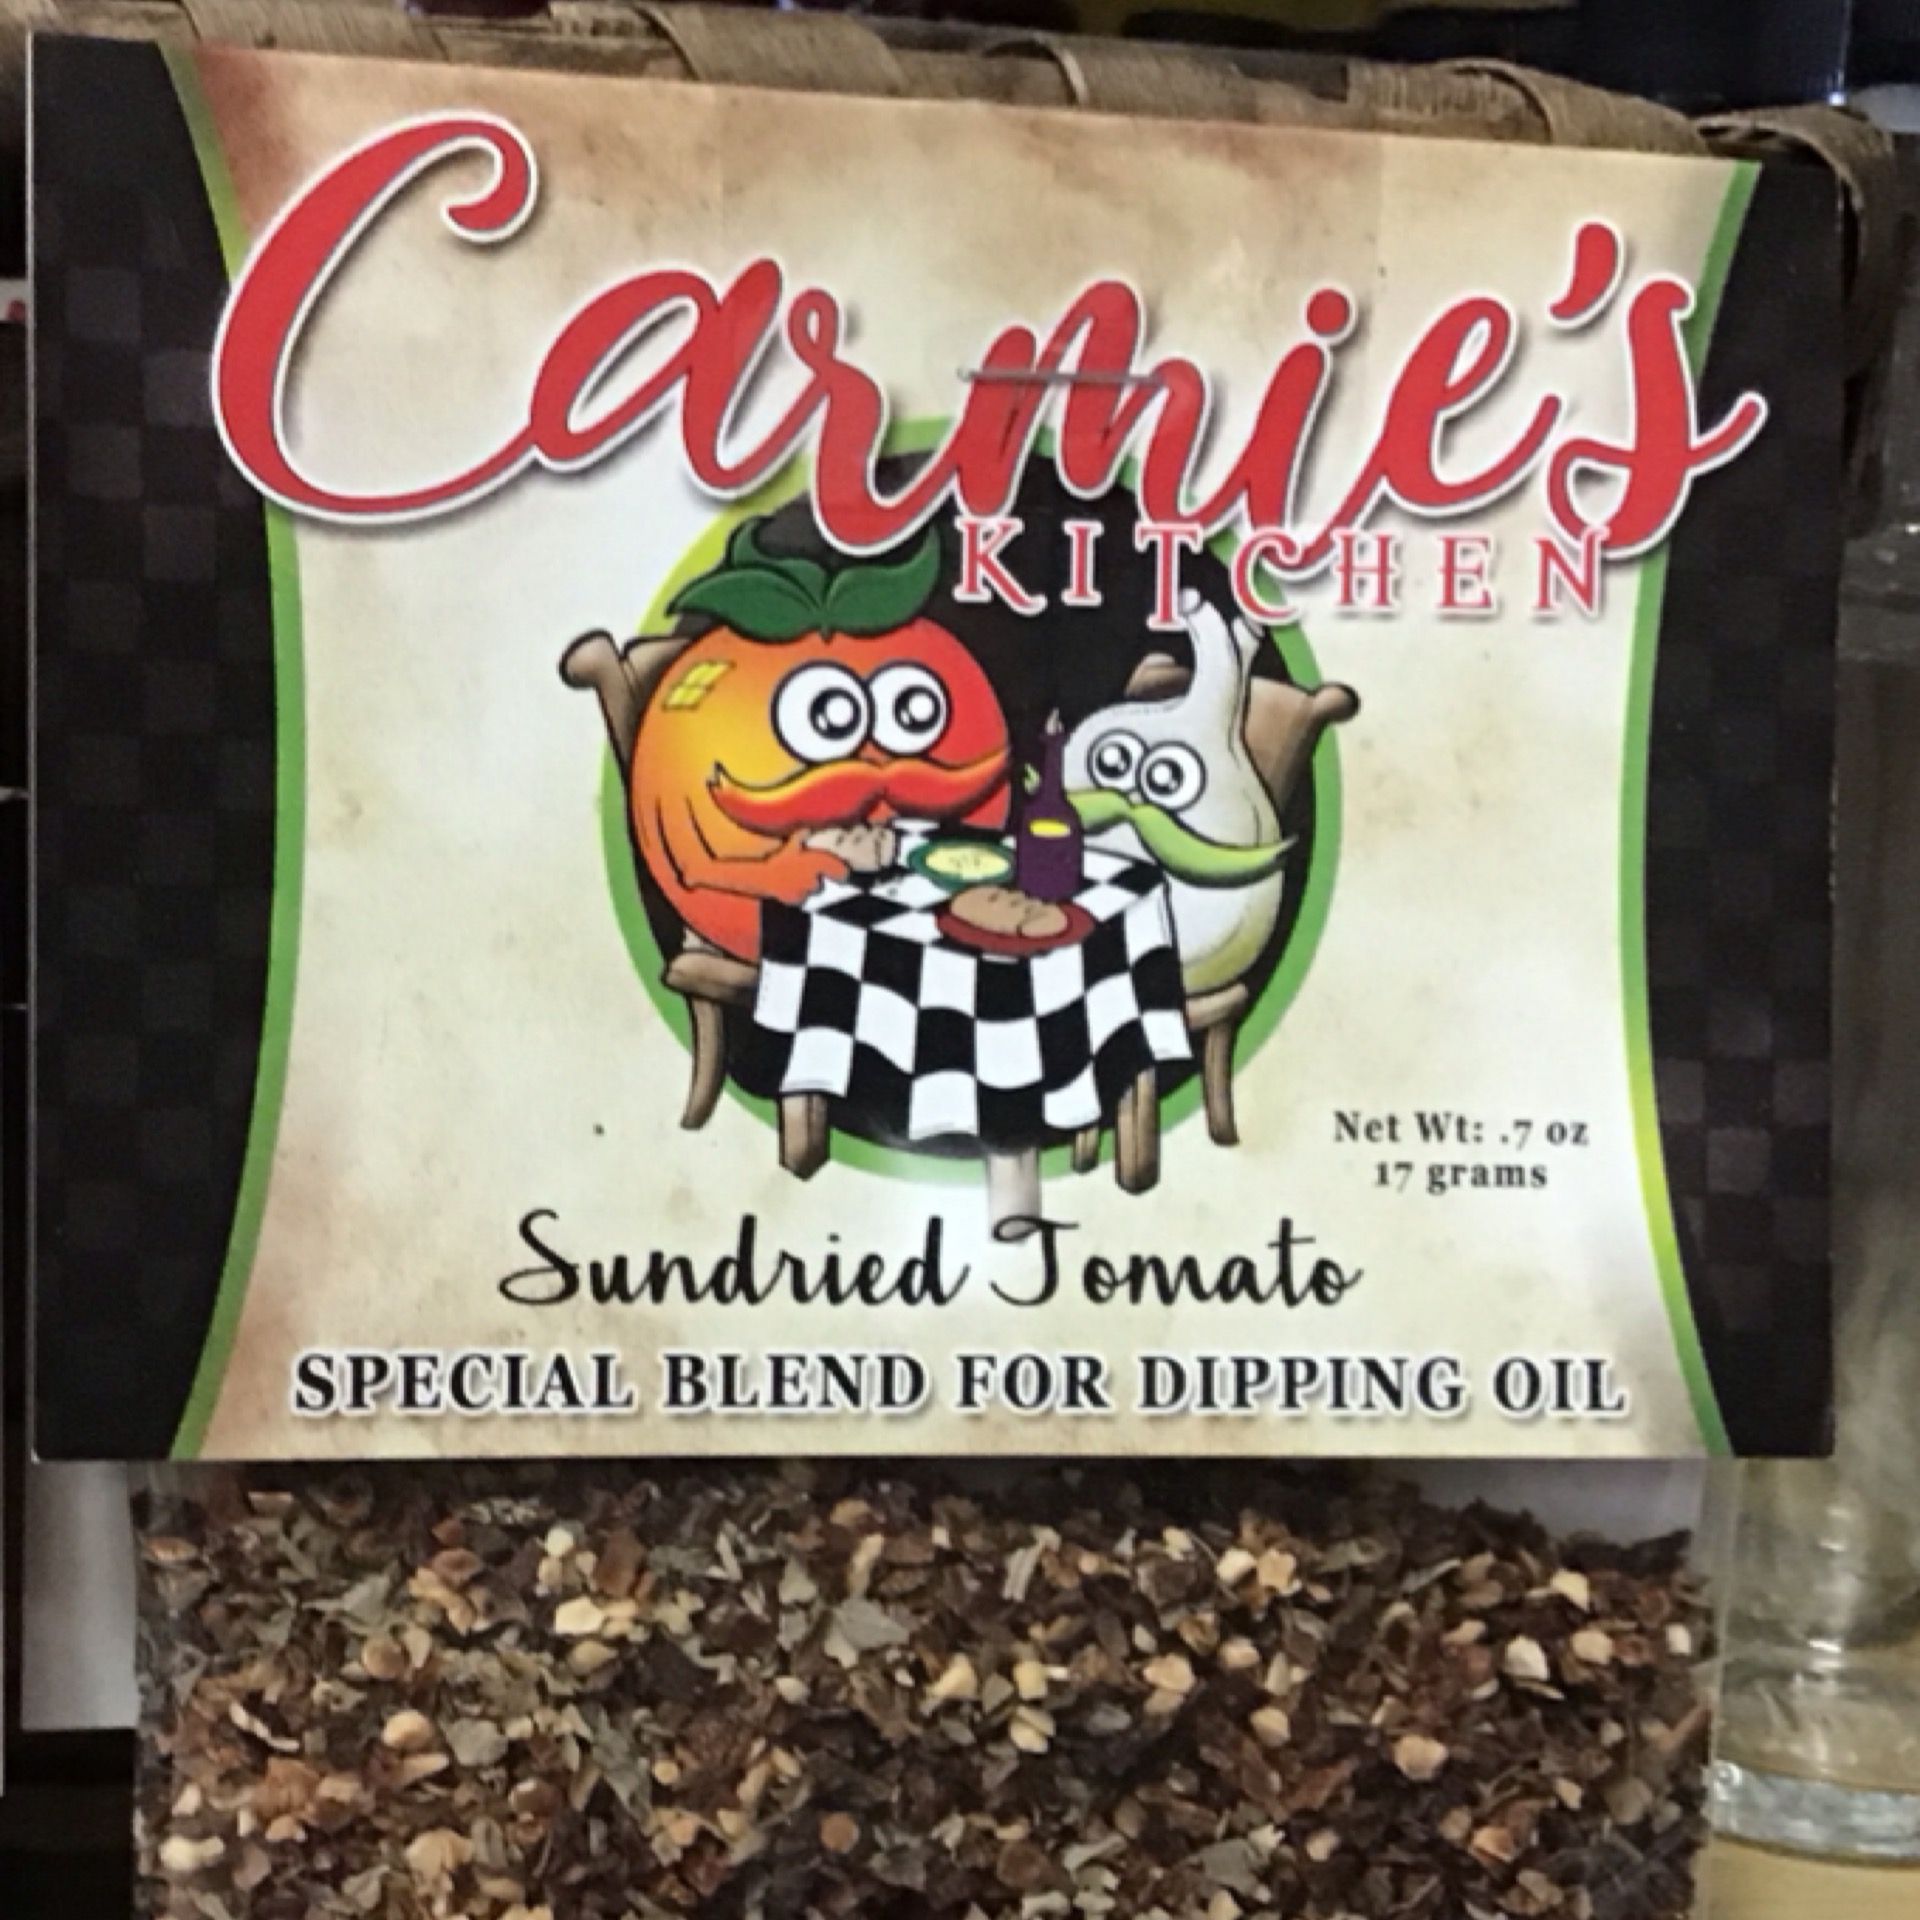 Carmie's
KITCHEN
Net Wt: .7 oz
17 grams
Sundried Tomato
SPECIAL BLEND FOR DIPPING OIL